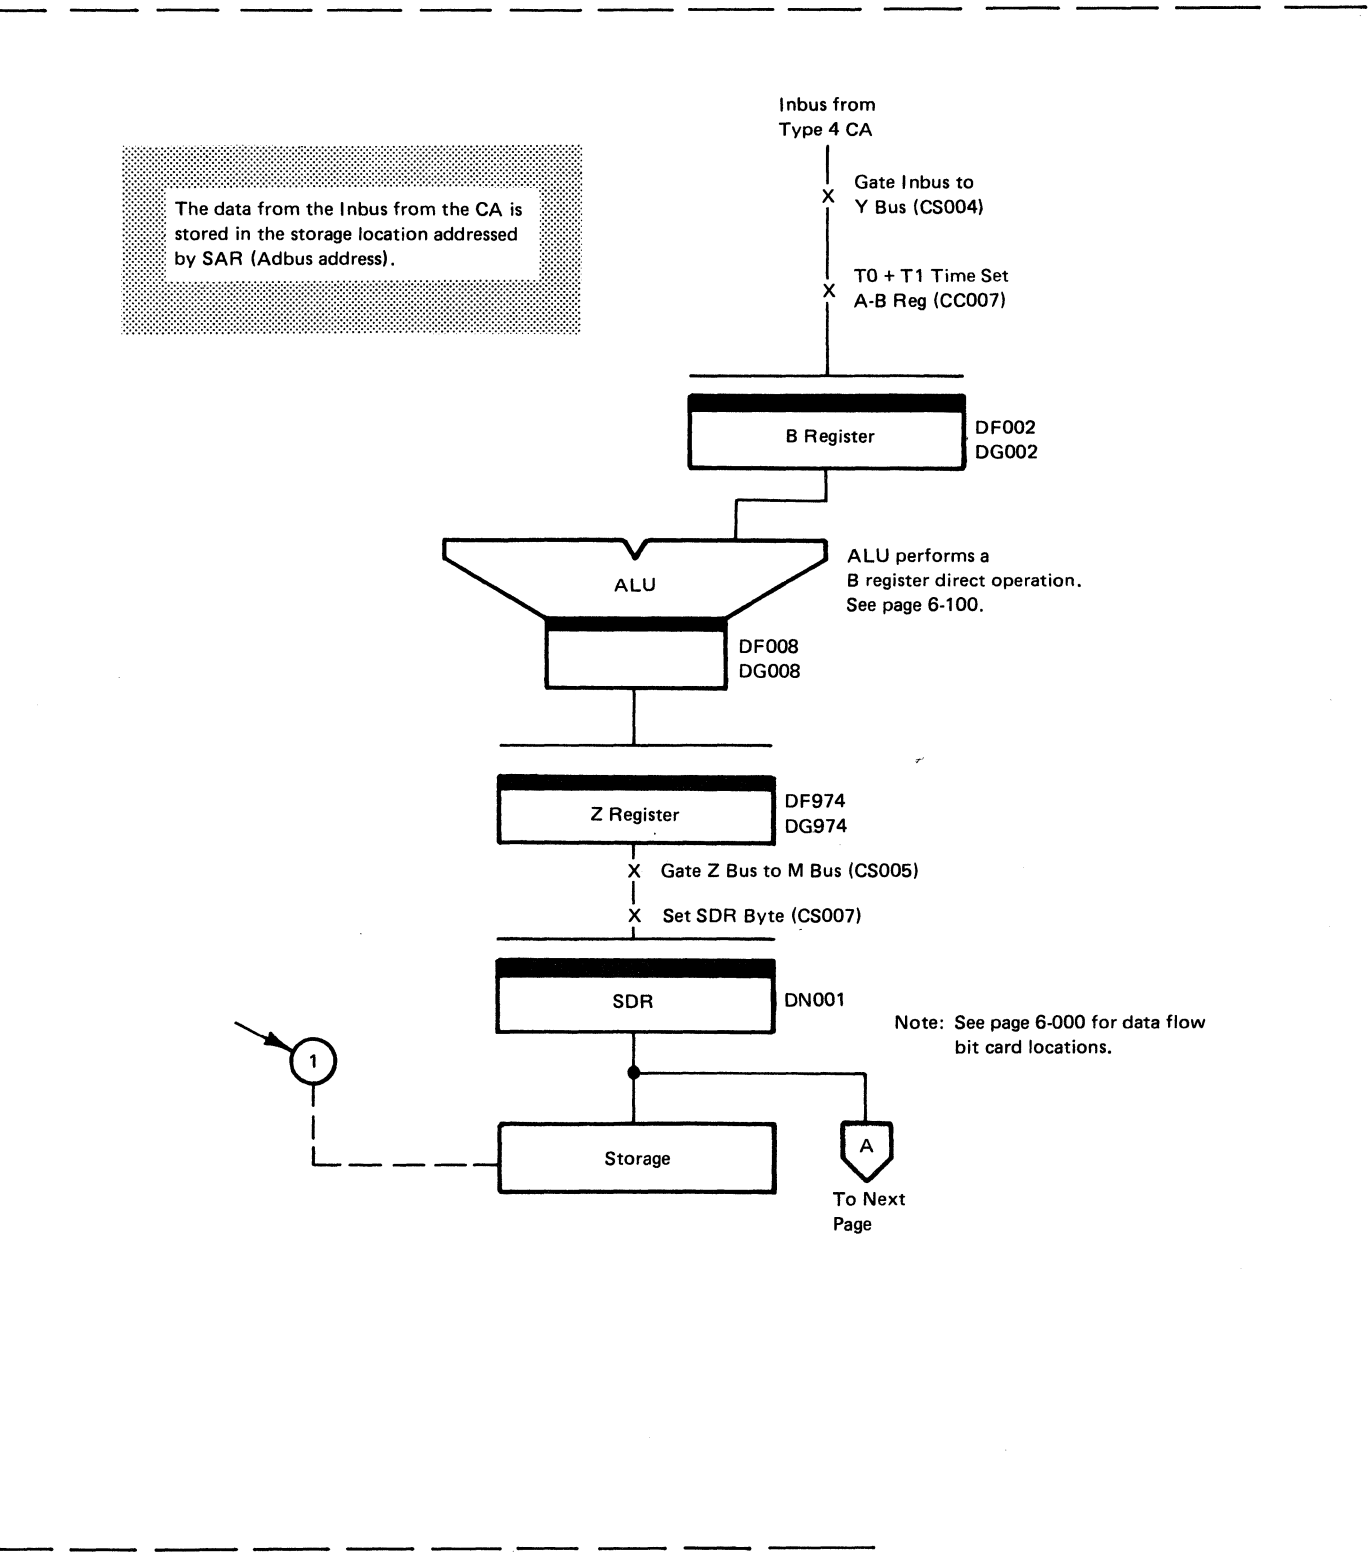 Inbus from
Type 4 CA
Gate Inbus to
Y Bus (CS004)
The data from the Inbus from the CA is
stored in the storage location addressed
by SAR (Adbus address).
T0 + T1 Time Set
A-B Reg (CC007)
B Register
DF002
DG002
ALU
ALU performs a
B register direct operation.
See page 6-100.
DF008
DG008
Z Register
DF974
DG974
X Gate Z Bus to M Bus (CS005)
X Set SDR Byte (CS007)
SDR
DN001
Note: See page 6-000 for data flow
bit card locations.
1
A
Storage
To Next
Page